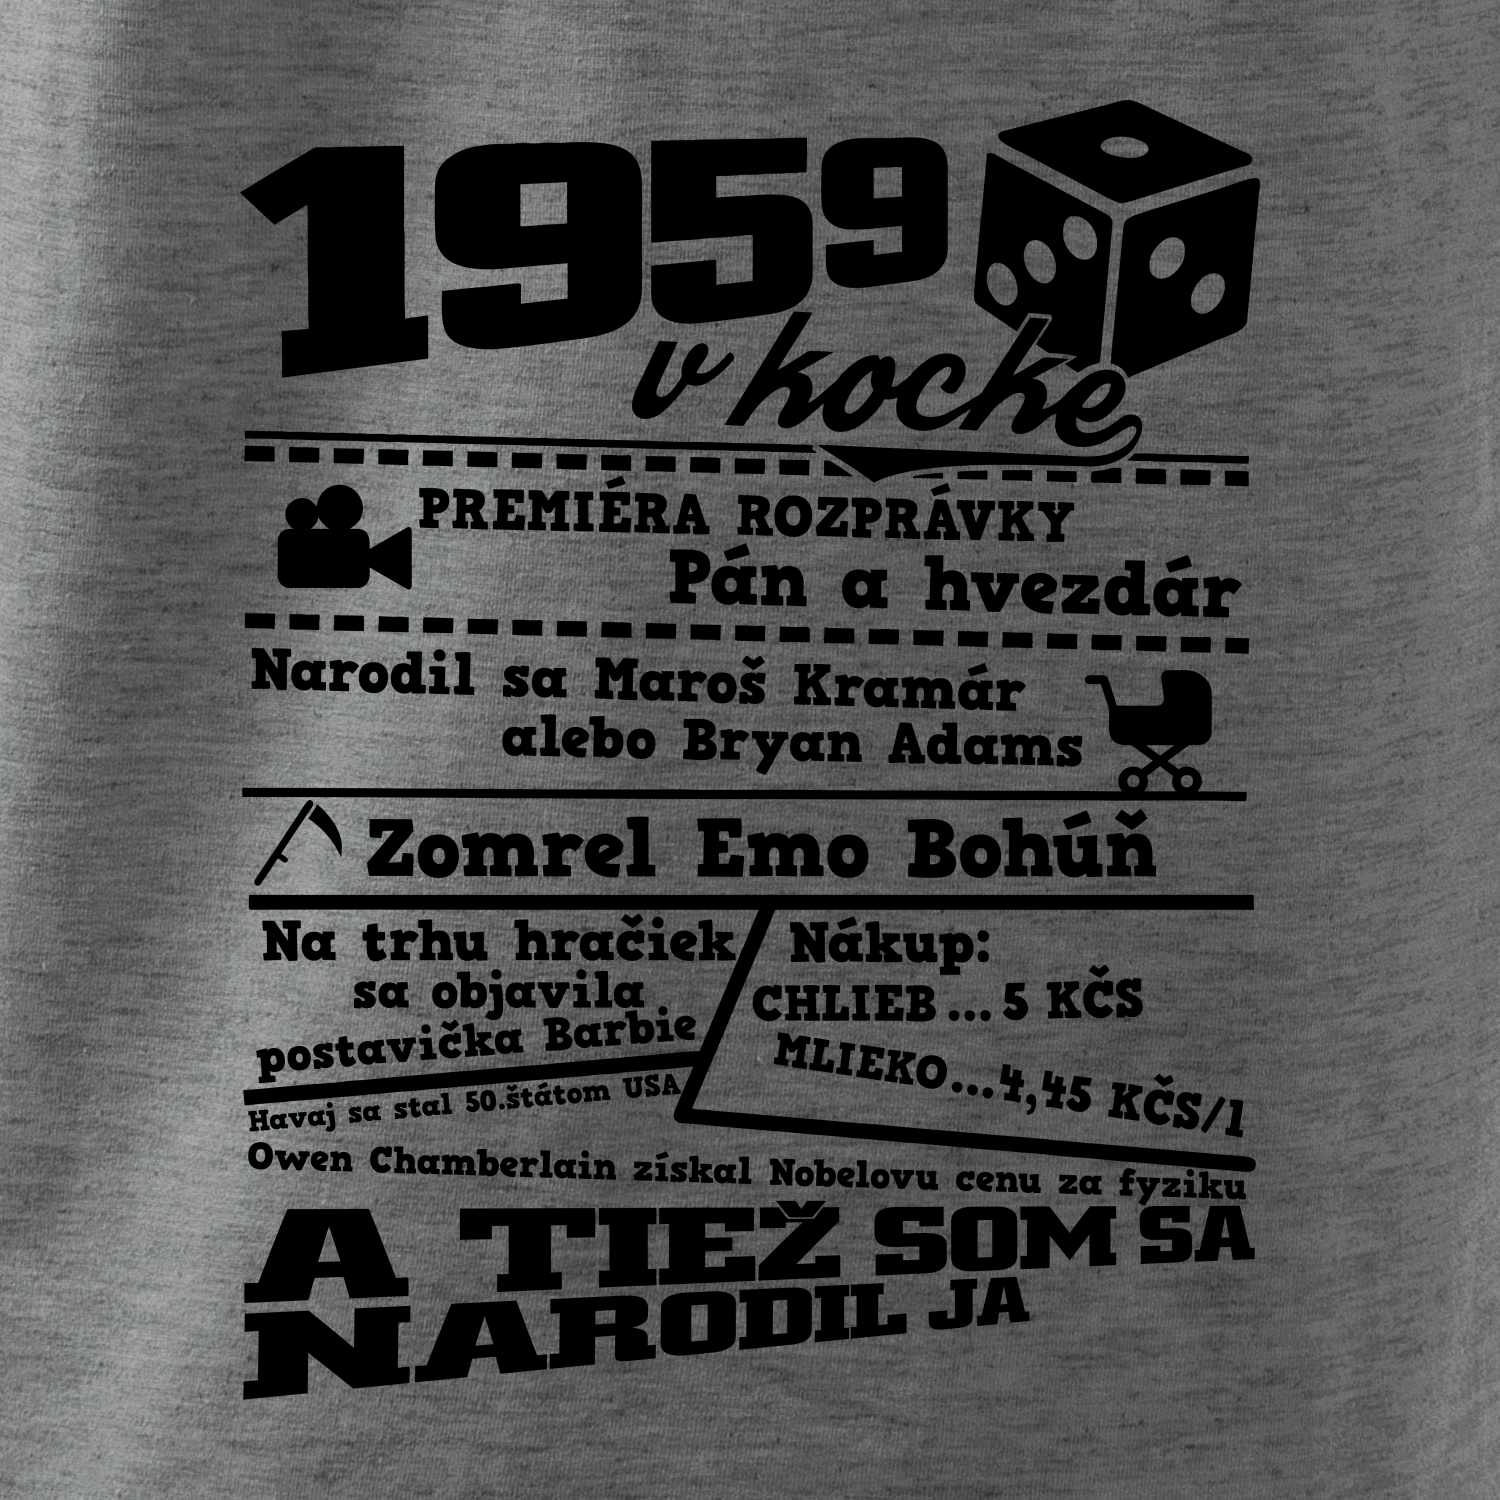 1959
v kocke
PREMIÉRA ROZPRÁVKY
Pán a hvezdár
Narodil sa Maroš Kramár
alebo Bryan Adams
Zomrel Emo Bohúň
Na trhu hračiek
sa objavila
postavička Barbie
Havaj sa stal 50.štátom USA
Nákup:
CHLIEB...5 KČS
MLIEKO...4,45 KČS/l
Owen Chamberlain získal Nobelovu cenu za fyziku
A TIEŽ SOM SA
NARODIL JA